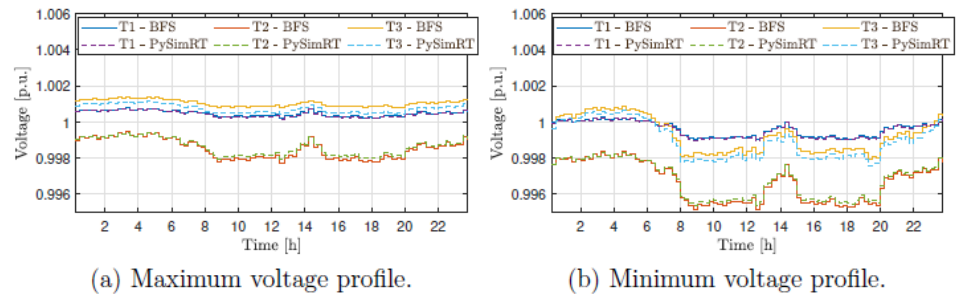 1.006
1.004
1.002
1
0.998
0.996
Voltage [p.u.]
T1 - BFS T2 - BFS T3 - BFS
T1 - PySimRT T2 - PySimRT T3 - PySimRT
2 4 6 8 10 12 14 16 18 20 22
Time [h]
(a) Maximum voltage profile.
1.006
1.004
1.002
1
0.998
0.996
Voltage [p.u.]
T1 - BFS T2 - BFS T3 - BFS
T1 - PySimRT T2 - PySimRT T3 - PySimRT
2 4 6 8 10 12 14 16 18 20 22
Time [h]
(b) Minimum voltage profile.